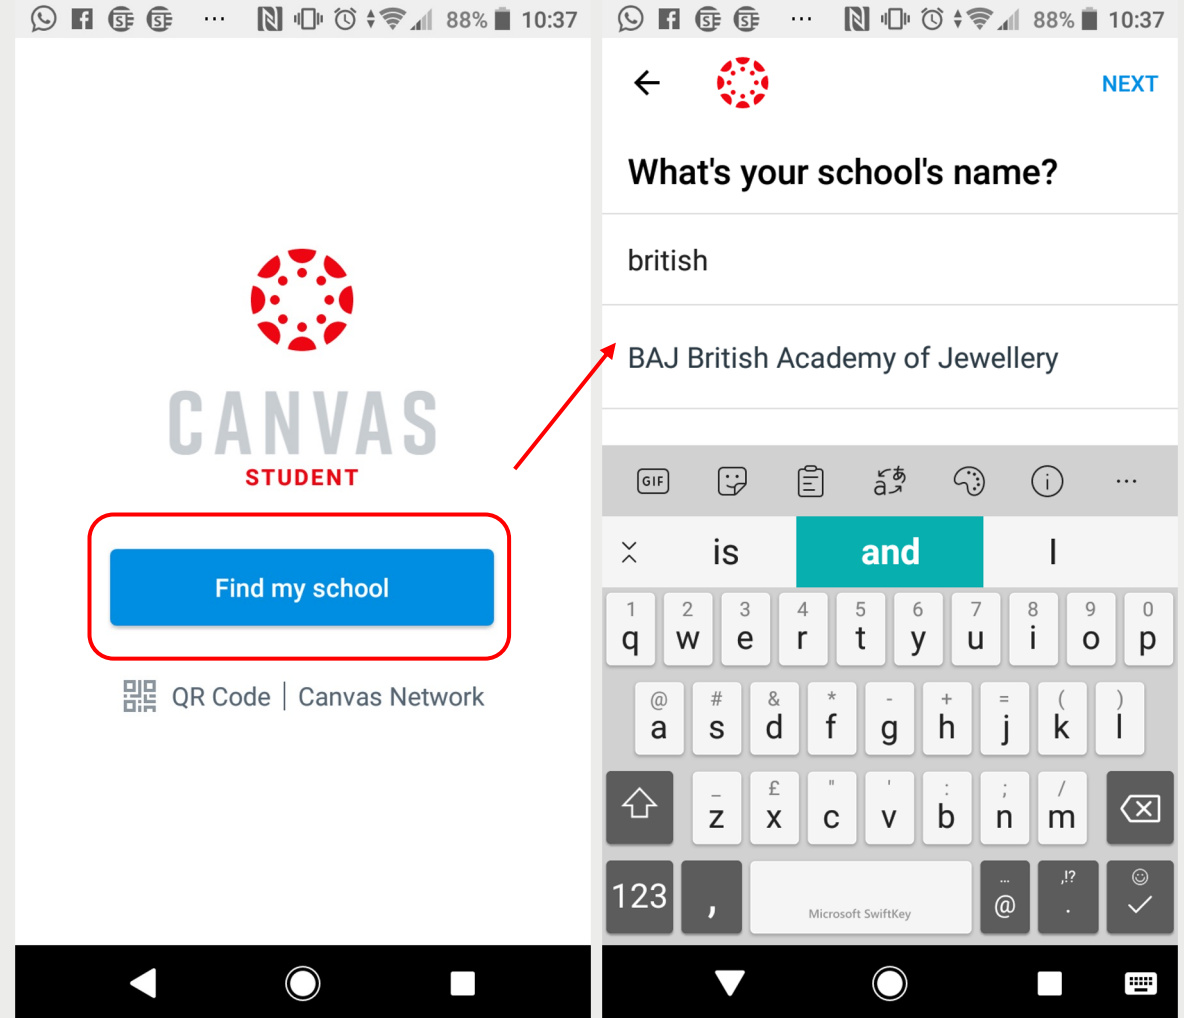 88% 10:37
CANVAS
STUDENT
Find my school
QR Code | Canvas Network
88% 10:37
NEXT
What's your school's name?
british
BAJ British Academy of Jewellery
GIF
is and I
1 2 3 4 5 6 7 8 9 0
q w e r t y u i o p
@ # & * - + = ( )
a s d f g h j k l
_ £ " ' : ; /
z x c v b n m
... ,!?
123 , Microsoft SwiftKey @ .